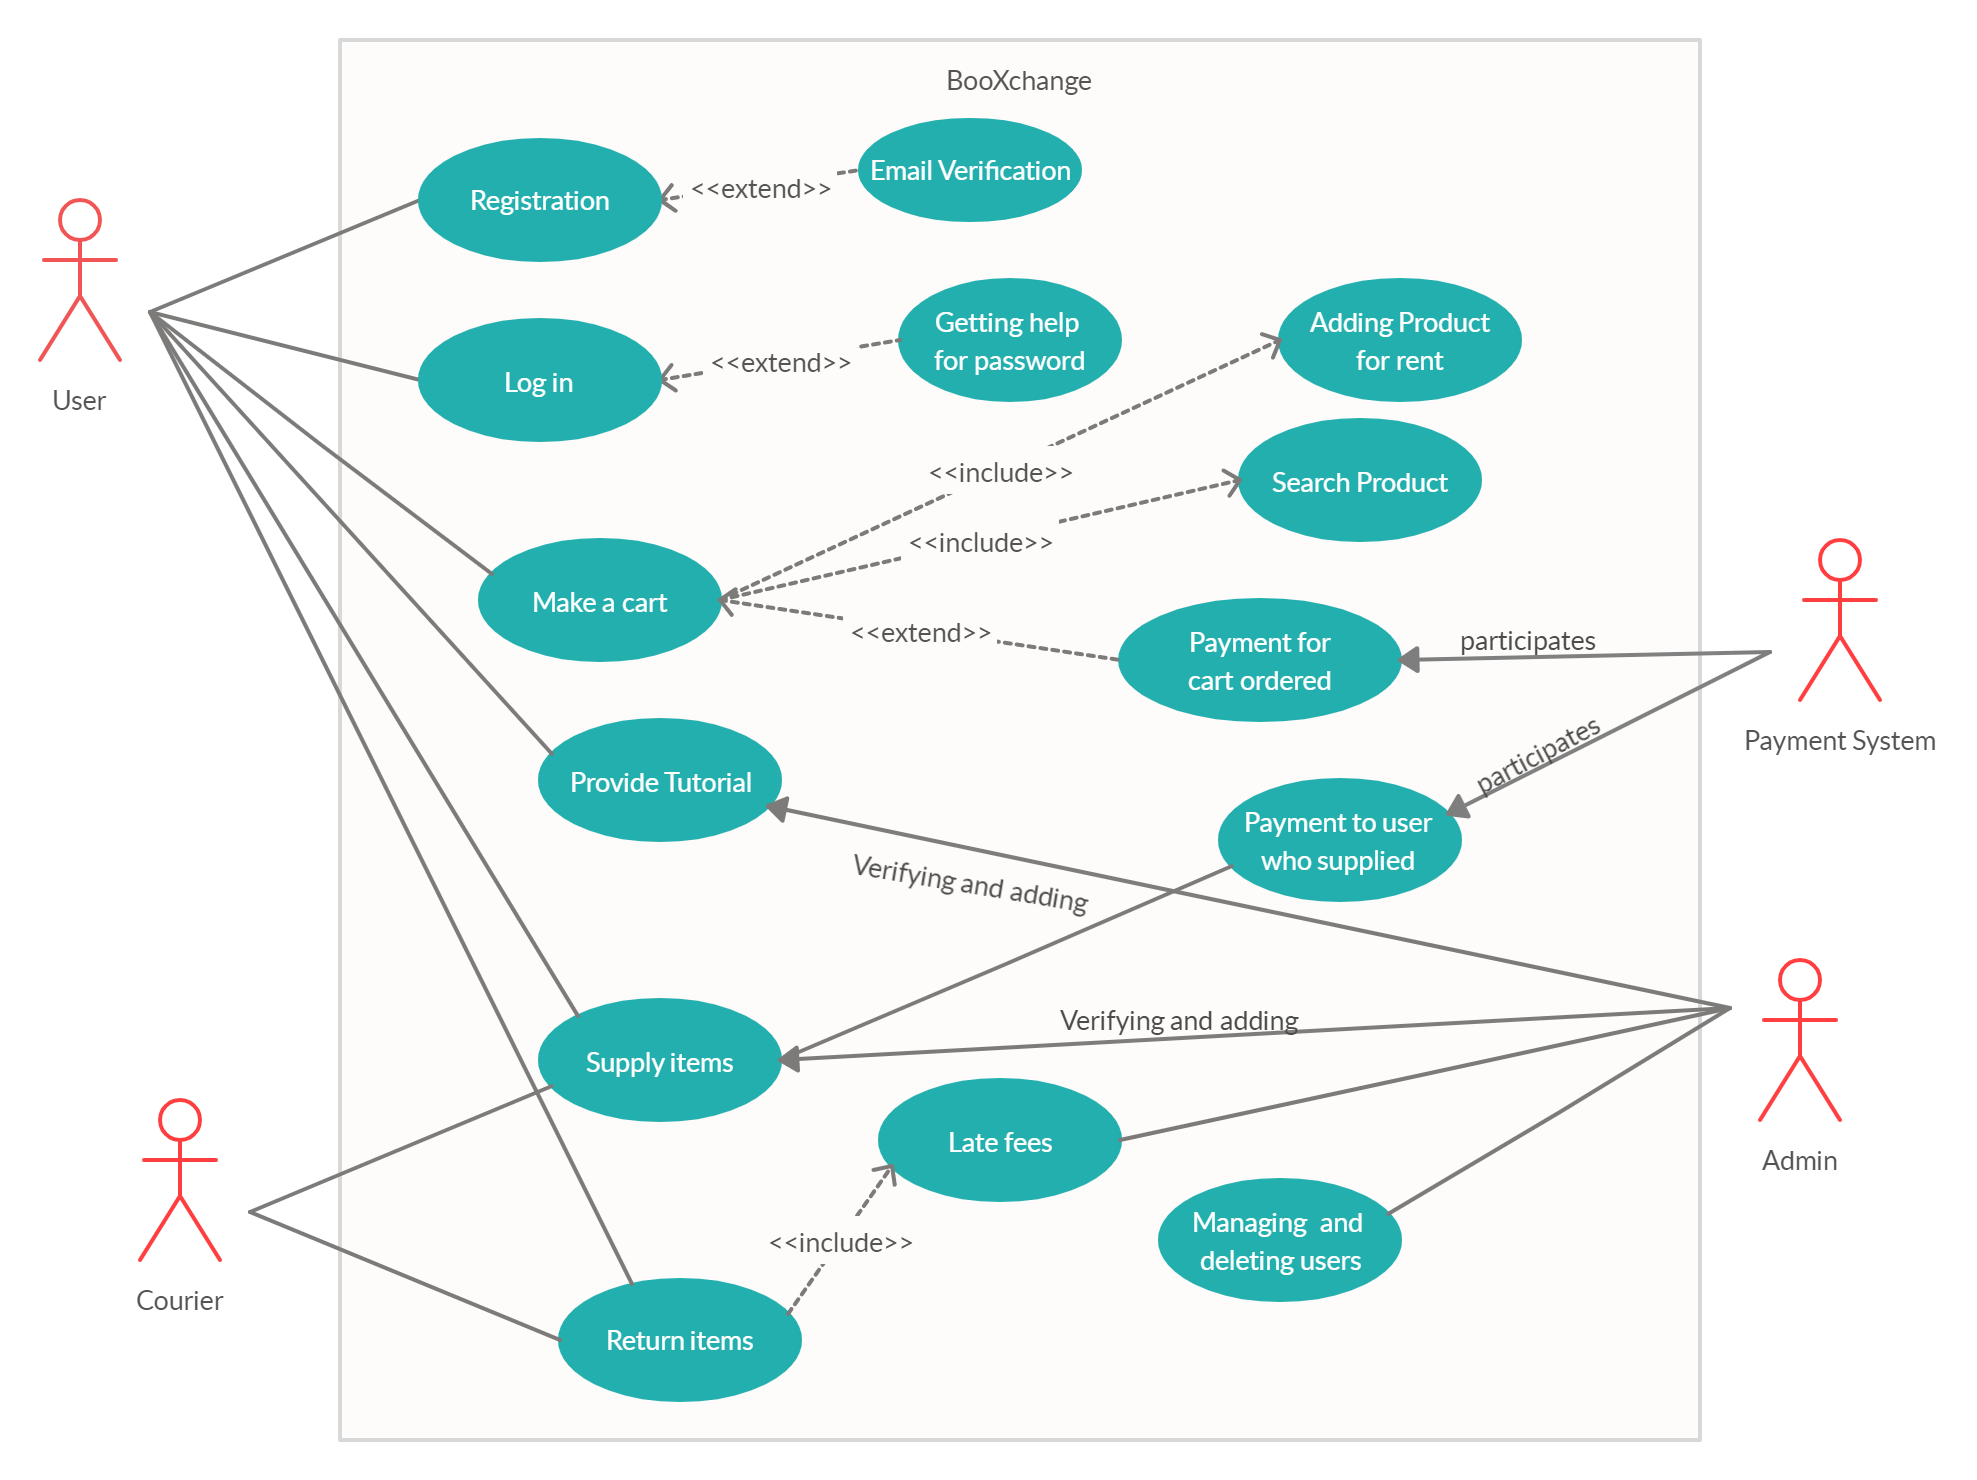 BooXchange
Email Verification
Registration
<<extend>>
User
Getting help
for password
Adding Product
for rent
Log in
<<extend>>
<<include>>
Search Product
<<include>>
Make a cart
<<extend>>
Payment for
cart ordered
participates
Payment System
participates
Provide Tutorial
Payment to user
who supplied
Verifying and adding
Verifying and adding
Supply items
Late fees
Admin
Managing and
deleting users
<<include>>
Courier
Return items